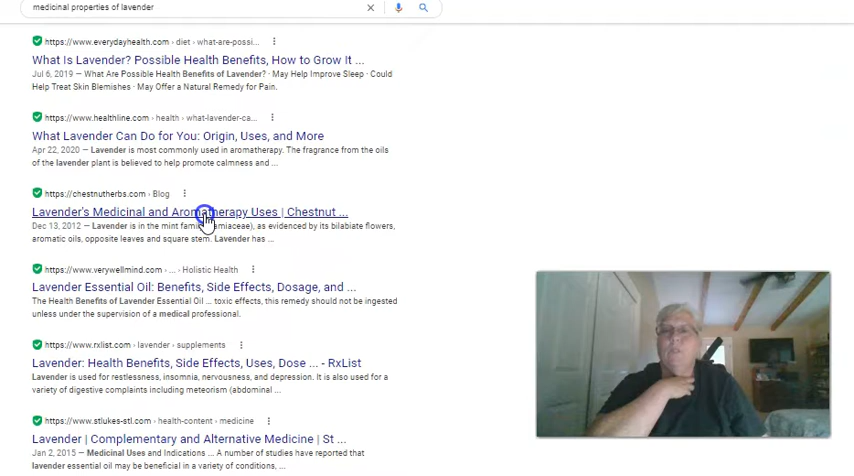 medicinal properties of lavender
https://www.everydayhealth.com › diet › what-are-possi...
What Is Lavender? Possible Health Benefits, How to Grow It ...
Jul 6, 2019 — What Are Possible Health Benefits of Lavender? · May Help Improve Sleep · Could
Help Treat Skin Blemishes · May Offer a Natural Remedy for Pain.
https://www.healthline.com › health › what-lavender-ca...
What Lavender Can Do for You: Origin, Uses, and More
Apr 22, 2020 — Lavender is most commonly used in aromatherapy. The fragrance from the oils
of the lavender plant is believed to help promote calmness and ...
https://chestnutherbs.com › Blog
Lavender's Medicinal and Aromatherapy Uses | Chestnut ...
Dec 13, 2012 — Lavender is in the mint family (Lamiaceae), as evidenced by its bilabiate flowers,
aromatic oils, opposite leaves and square stem. Lavender has ...
https://www.verywellmind.com › ... › Holistic Health
Lavender Essential Oil: Benefits, Side Effects, Dosage, and ...
The Health Benefits of Lavender Essential Oil ... toxic effects, this remedy should not be ingested
unless under the supervision of a medical professional.
https://www.rxlist.com › lavender › supplements
Lavender: Health Benefits, Side Effects, Uses, Dose ... - RxList
Lavender is used for restlessness, insomnia, nervousness, and depression. It is also used for a
variety of digestive complaints including meteorism (abdominal ...
https://www.stlukes-stl.com › health-content › medicine
Lavender | Complementary and Alternative Medicine | St ...
Jan 2, 2015 — Medicinal Uses and Indications ... A number of studies have reported that
lavender essential oil may be beneficial in a variety of conditions, ...